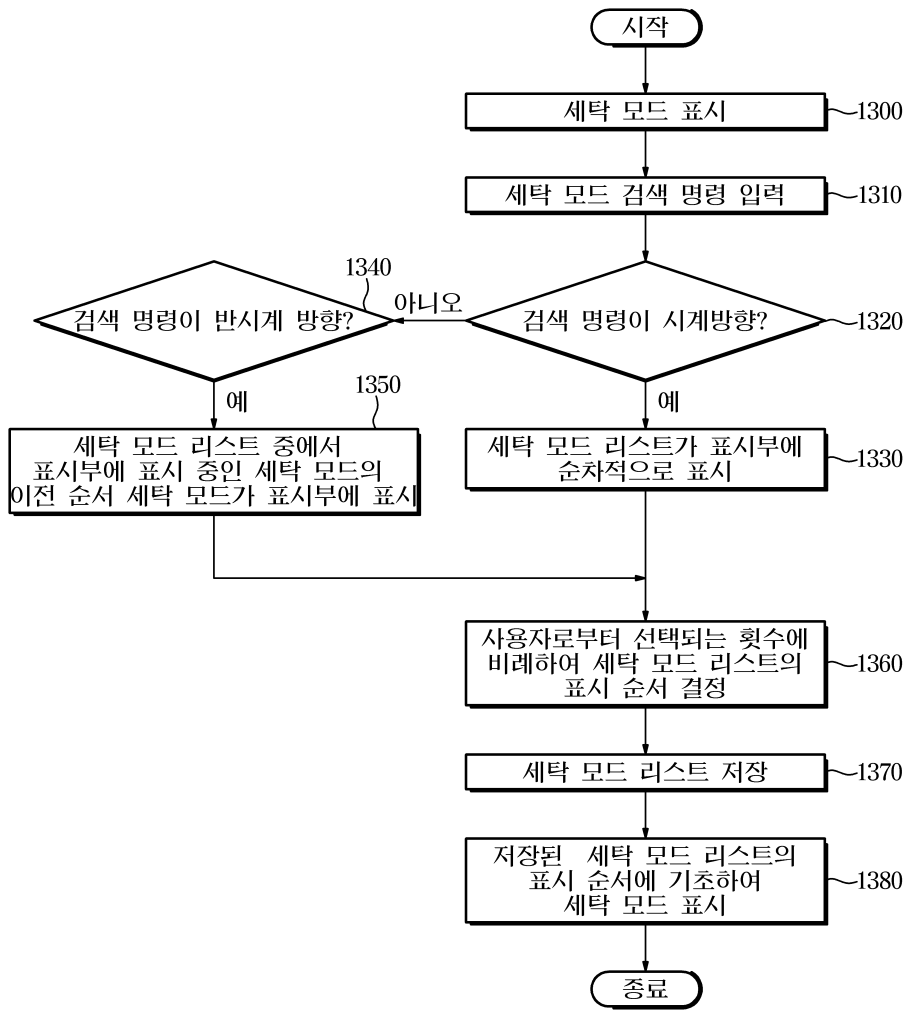 시작
세탁 모드 표시
1300
세탁 모드 검색 명령 입력
1310
검색 명령이 시계방향?
1320
아니오
1340
검색 명령이 반시계 방향?
예
예
1350
세탁 모드 리스트 중에서
표시부에 표시 중인 세탁 모드의
이전 순서 세탁 모드가 표시부에 표시
세탁 모드 리스트가 표시부에
순차적으로 표시
1330
사용자로부터 선택되는 횟수에
비례하여 세탁 모드 리스트의
표시 순서 결정
1360
세탁 모드 리스트 저장
1370
저장된 세탁 모드 리스트의
표시 순서에 기초하여
세탁 모드 표시
1380
종료